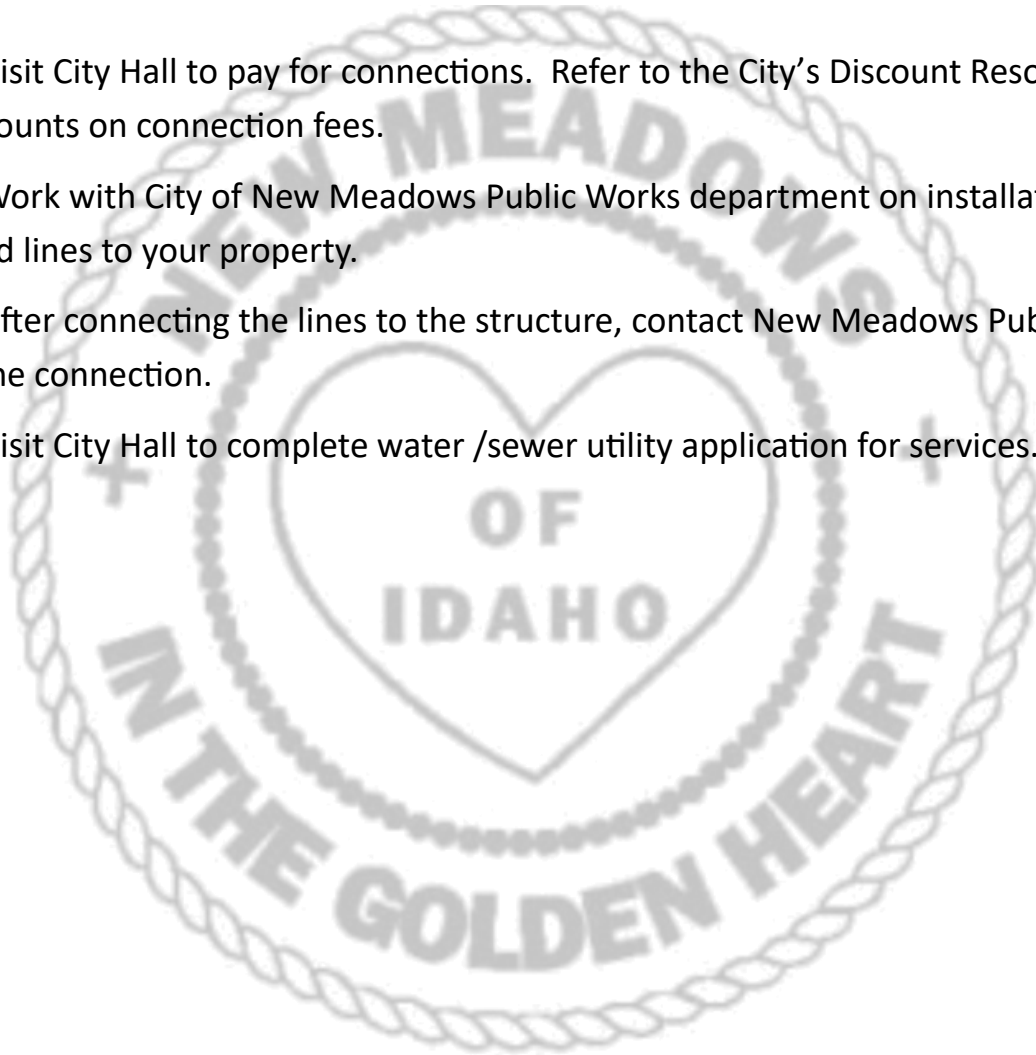 isit City Hall to pay for connections. Refer to the City’s Discount Reso
ounts on connection fees.
Work with City of New Meadows Public Works department on installat
d lines to your property.
fter connecting the lines to the structure, contact New Meadows Pub
ne connection.
isit City Hall to complete water /sewer utility application for services.
NEW MEADOWS
OF
IDAHO
IN THE GOLDEN HEART